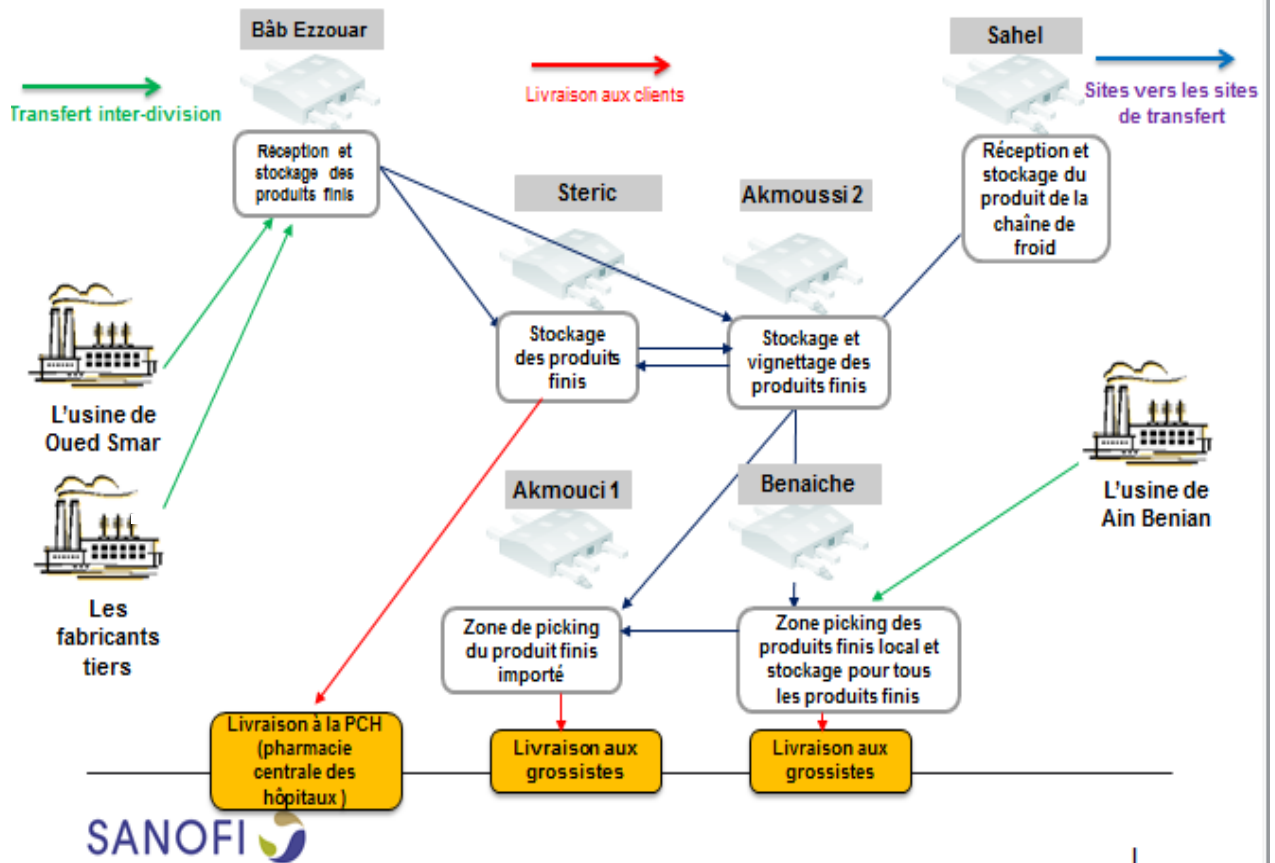 Bâb Ezzouar
Sahel
Transfert inter-division
Livraison aux clients
Sites vers les sites
de transfert
Réception et
stockage des
produits finis
Réception et
stockage du
produit de la
chaîne de
froid
Steric
Akmoussi 2
Stockage
des produits
finis
Stockage et
vignettage des
produits finis
L'usine de
Oued Smar
Akmouci 1
Benaiche
L'usine de
Ain Benian
Les
fabricants
tiers
Zone de picking
du produit finis
importé
Zone picking des
produits finis local et
stockage pour tous
les produits finis
Livraison à la PCH
(pharmacie
centrale des
hôpitaux )
Livraison aux
grossistes
Livraison aux
grossistes
SANOFI